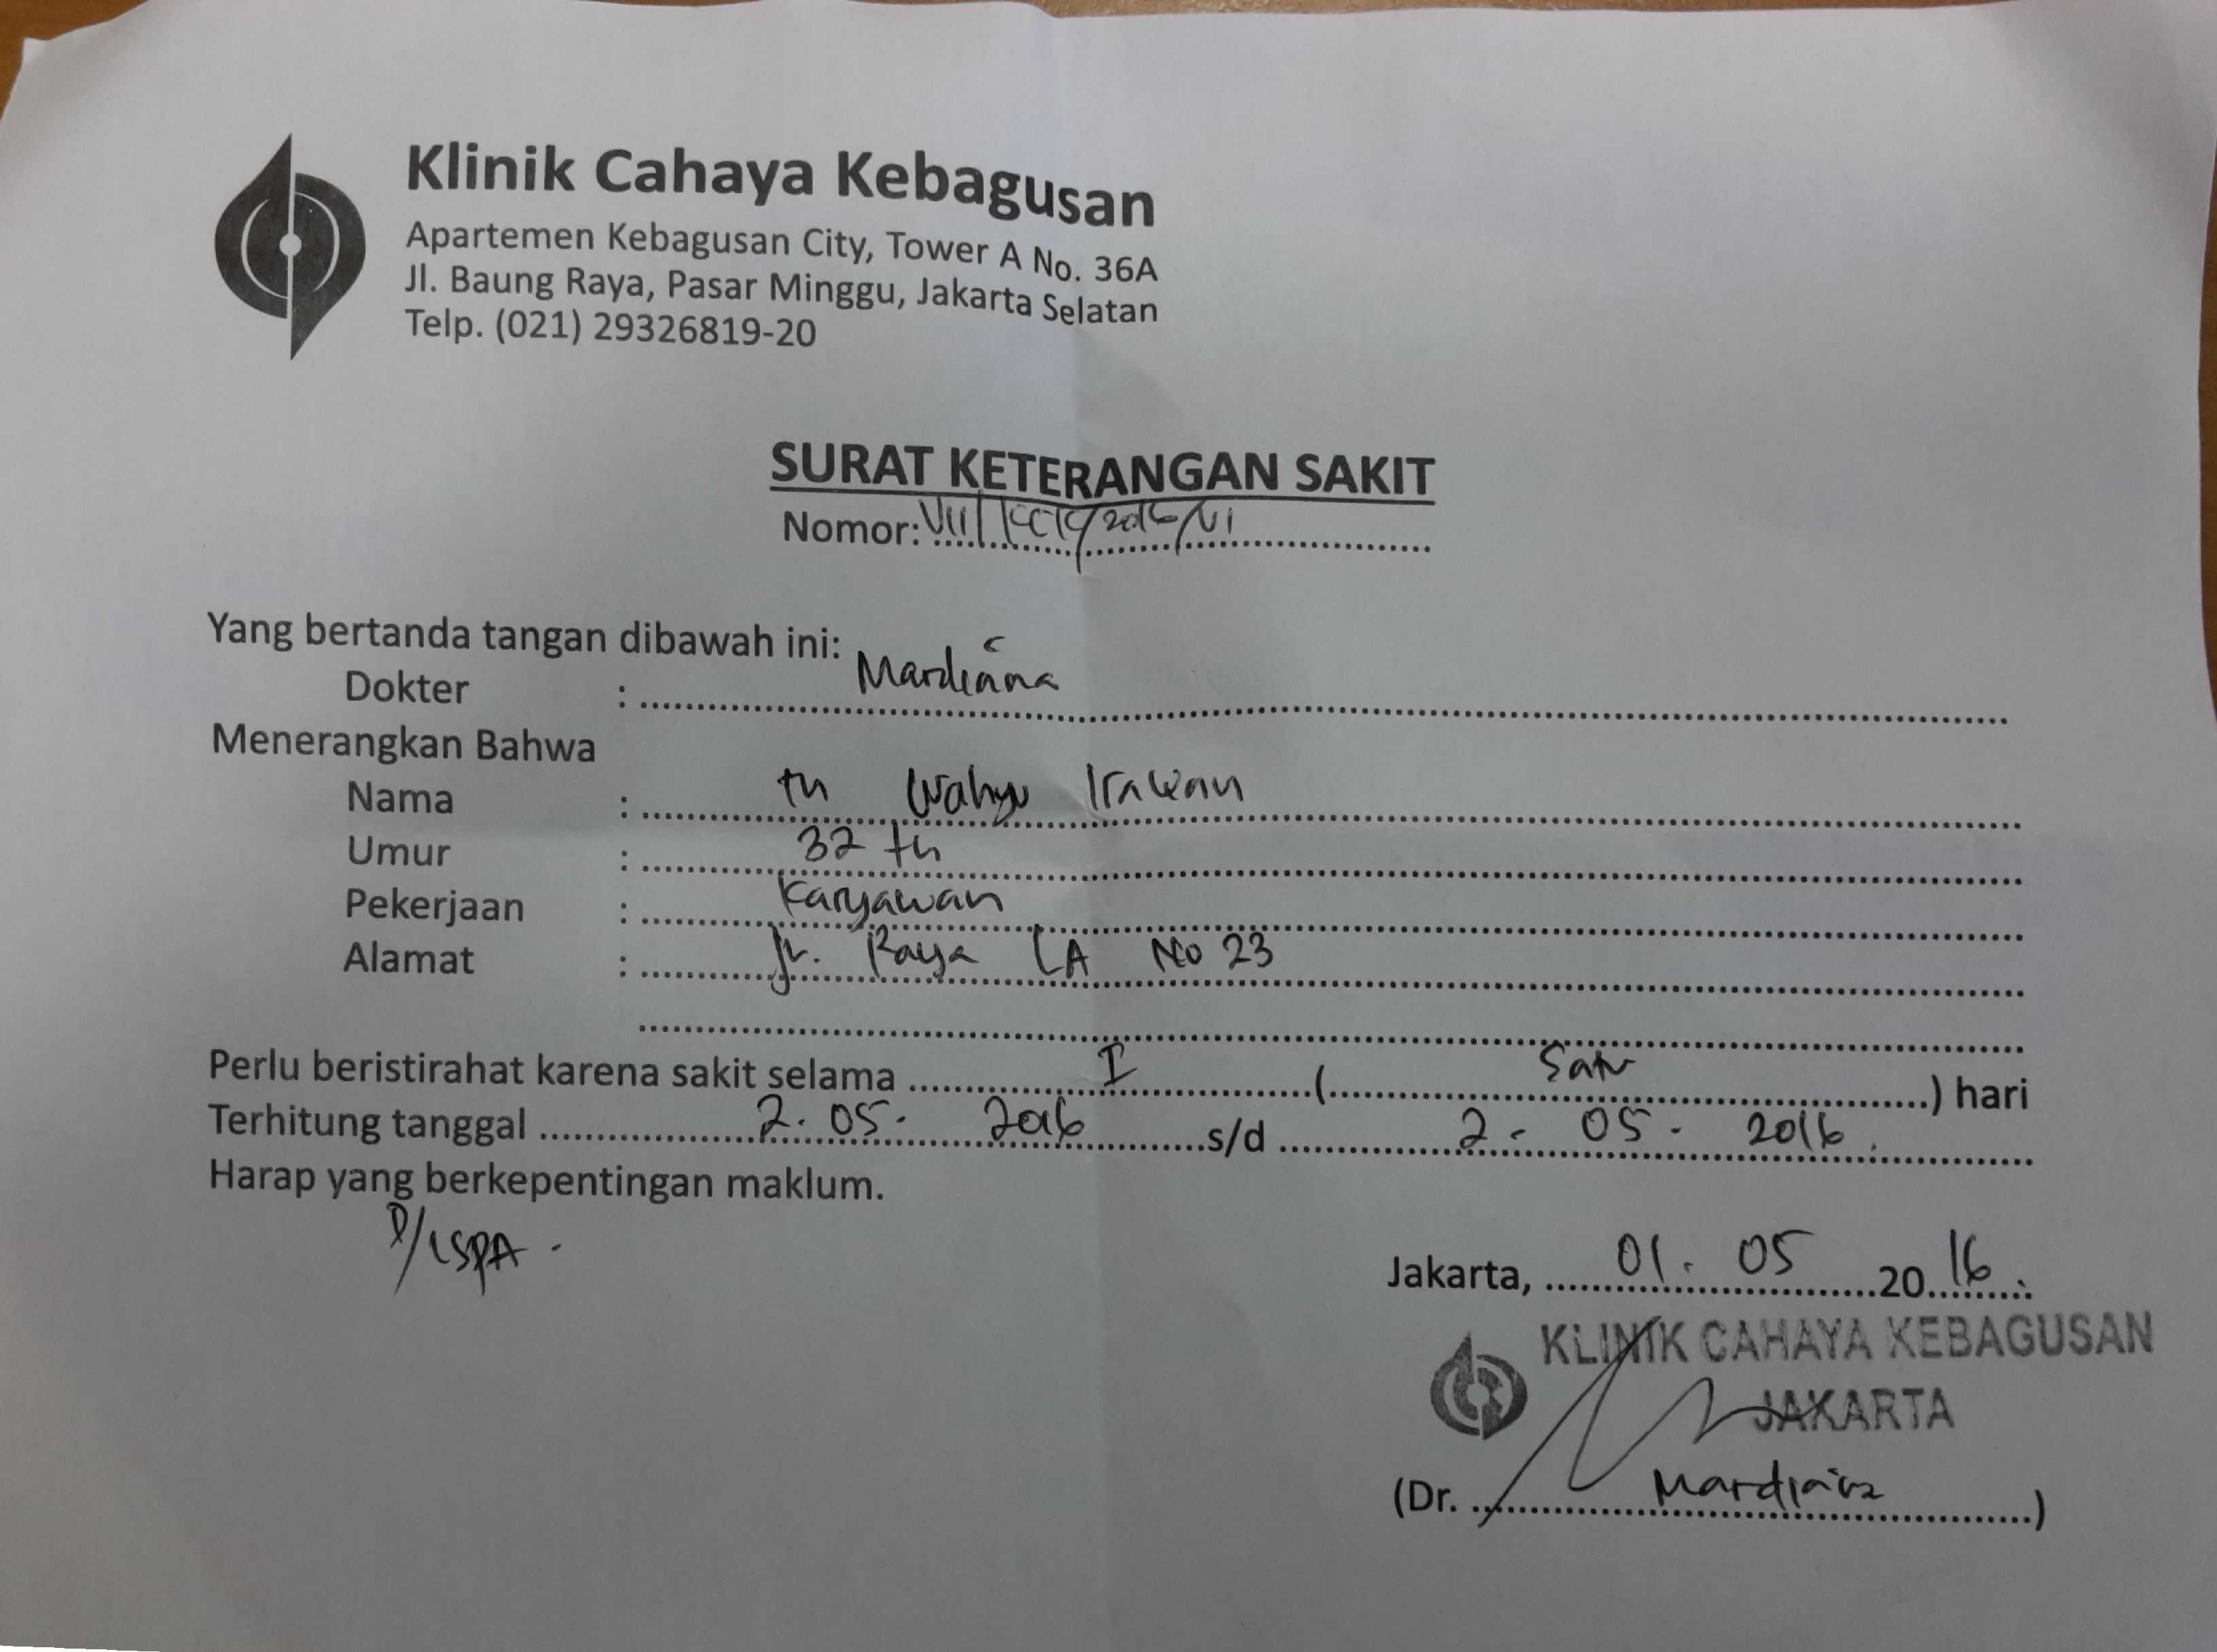 Klinik Cahaya Kebagusan
Apartemen Kebagusan City, Tower A No. 36A
Jl. Baung Raya, Pasar Minggu, Jakarta Selatan
Telp. (021) 29326819-20
SURAT KETERANGAN SAKIT
Nomor: VII/KCK/2016/VI
Yang bertanda tangan dibawah ini:
Dokter : Mardiana
Menerangkan Bahwa
Nama : tn Wahyu Irawan
Umur : 32 th
Pekerjaan : Karyawan
Alamat : Jl. Raya LA No 23
Perlu beristirahat karena sakit selama I ( Satu ) hari
Terhitung tanggal 2. 05. 2016 s/d 2 - 05 - 2016.
Harap yang berkepentingan maklum.
D/ISPA -
Jakarta, 01. 05 2016
KLINIK CAHAYA KEBAGUSAN
JAKARTA
(Dr. Mardiana )